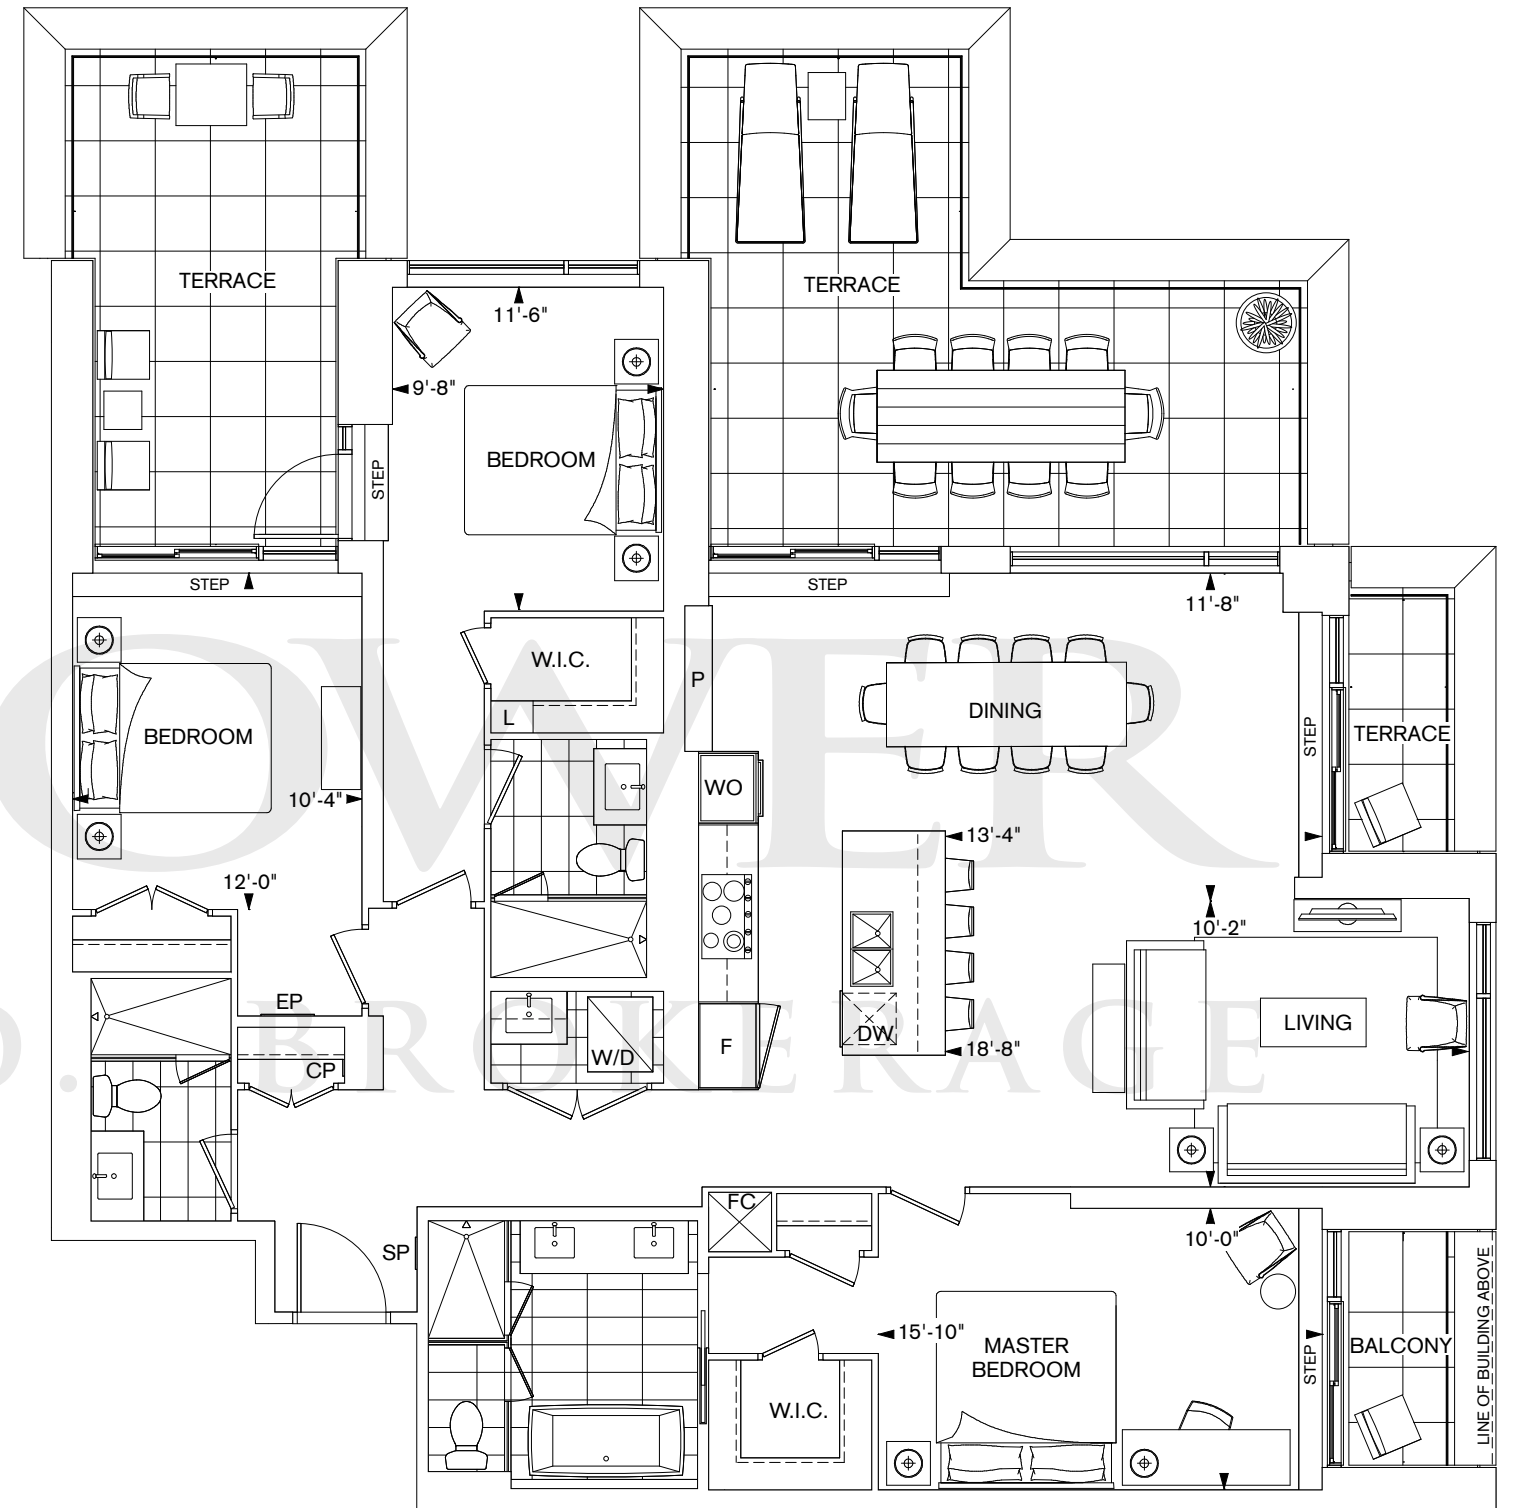 TERRACE
TERRACE
11'-6"
9'-8"
BEDROOM
STEP
STEP
STEP
11'-8"
W.I.C.
L
P
DINING
STEP
TERRACE
BEDROOM
10'-4"
WO
13'-4"
12'-0"
10'-2"
OWER
EP
LIVING
DW
W/D
F
18'-8"
CP
D. BROKERAGE
FC
SP
10'-0"
15'-10"
MASTER
BEDROOM
STEP
BALCONY
LINE OF BUILDING ABOVE
W.I.C.